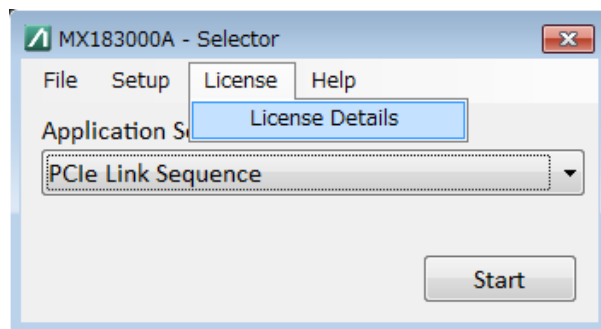 MX183000A - Selector
File Setup License Help
License Details
Application S
PCIe Link Sequence
Start